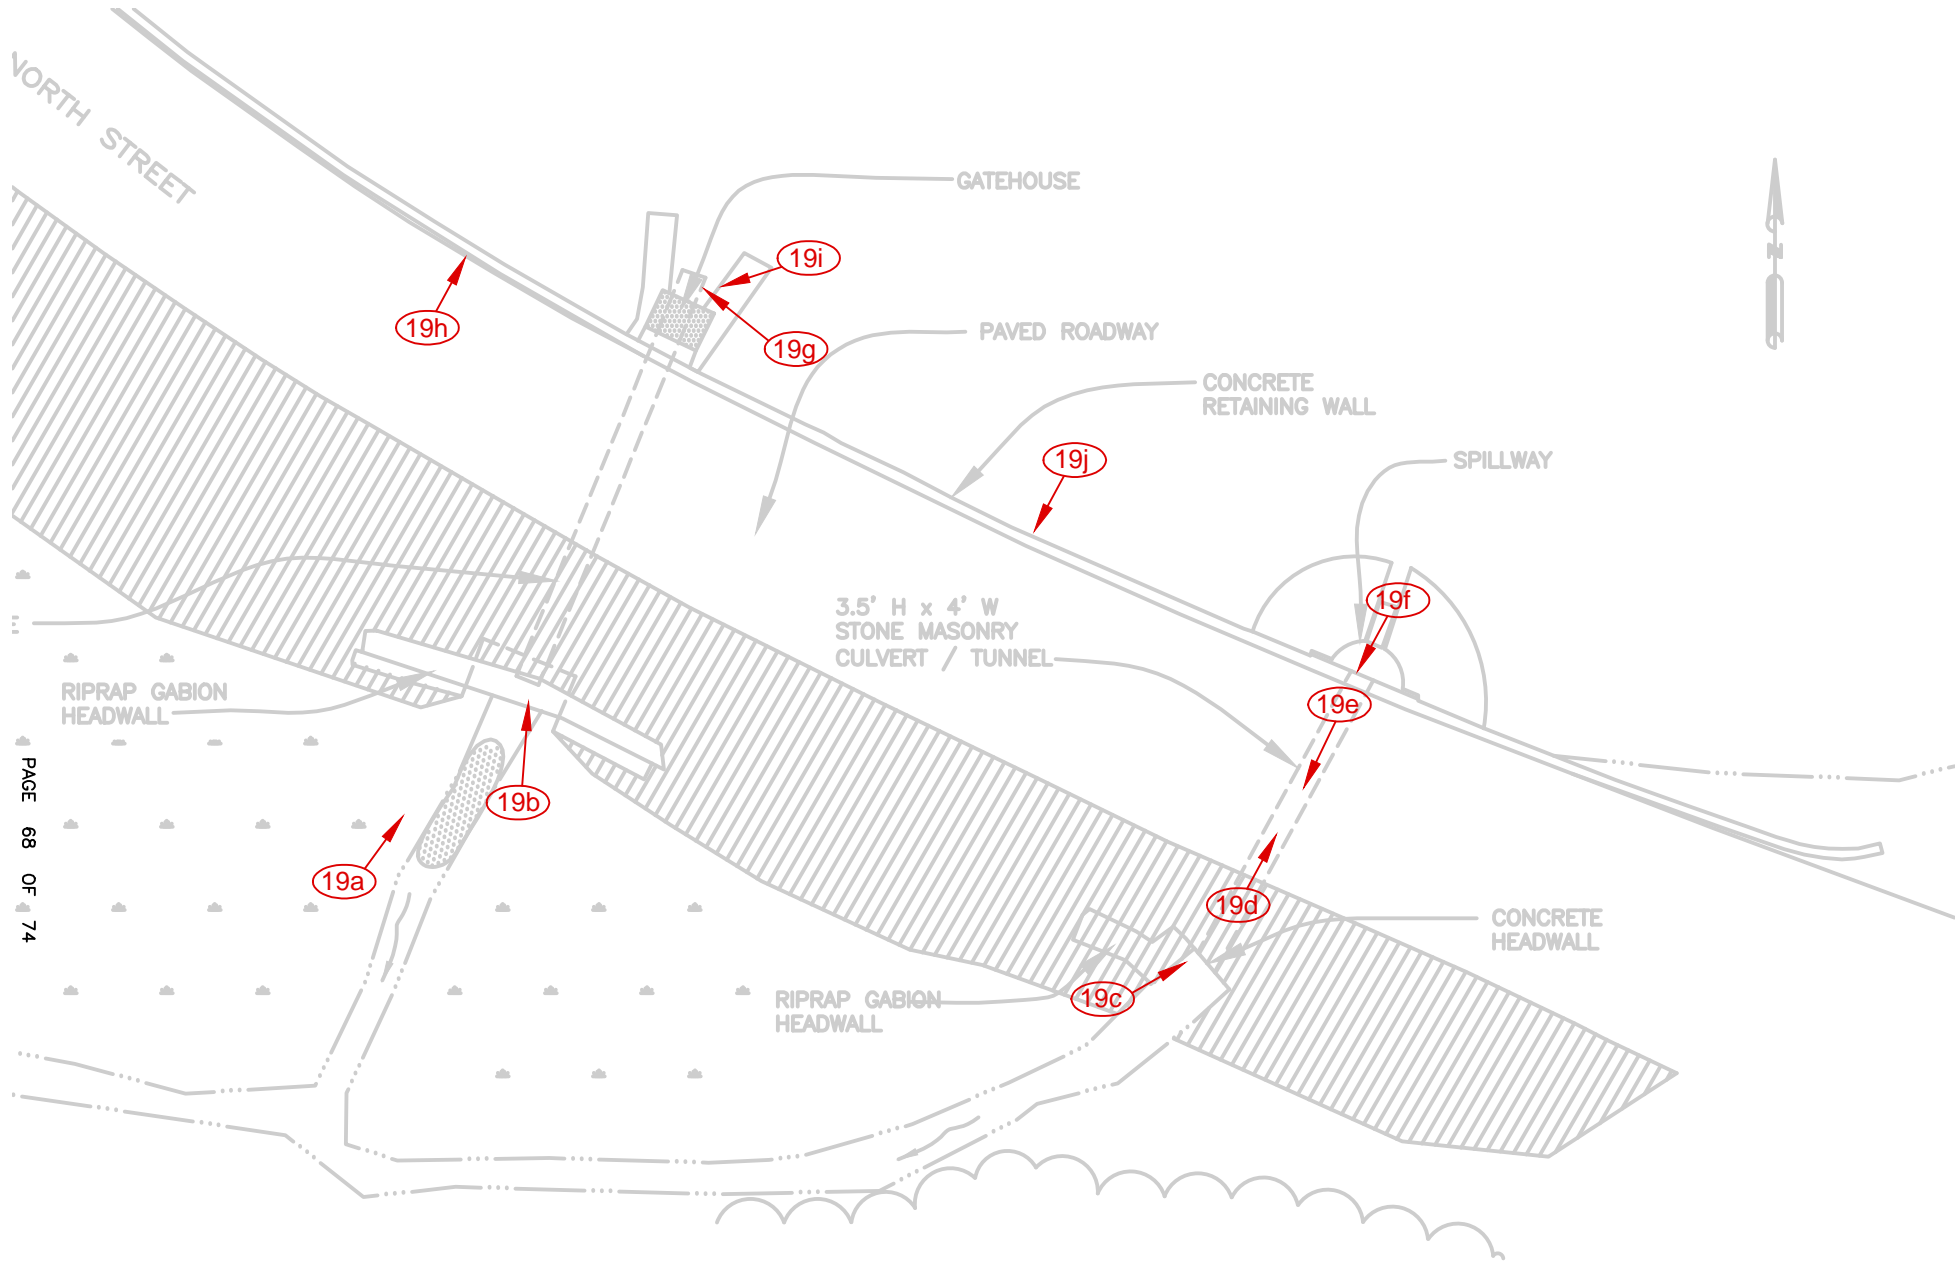 NORTH STREET
GATEHOUSE
19i
19h
19g
PAVED ROADWAY
CONCRETE
RETAINING WALL
19j
SPILLWAY
3.5' H x 4' W
STONE MASONRY
CULVERT / TUNNEL
19f
19e
RIPRAP GABION
HEADWALL
19b
19a
19d
CONCRETE
HEADWALL
19c
RIPRAP GABION
HEADWALL
PAGE 68 OF 74
N